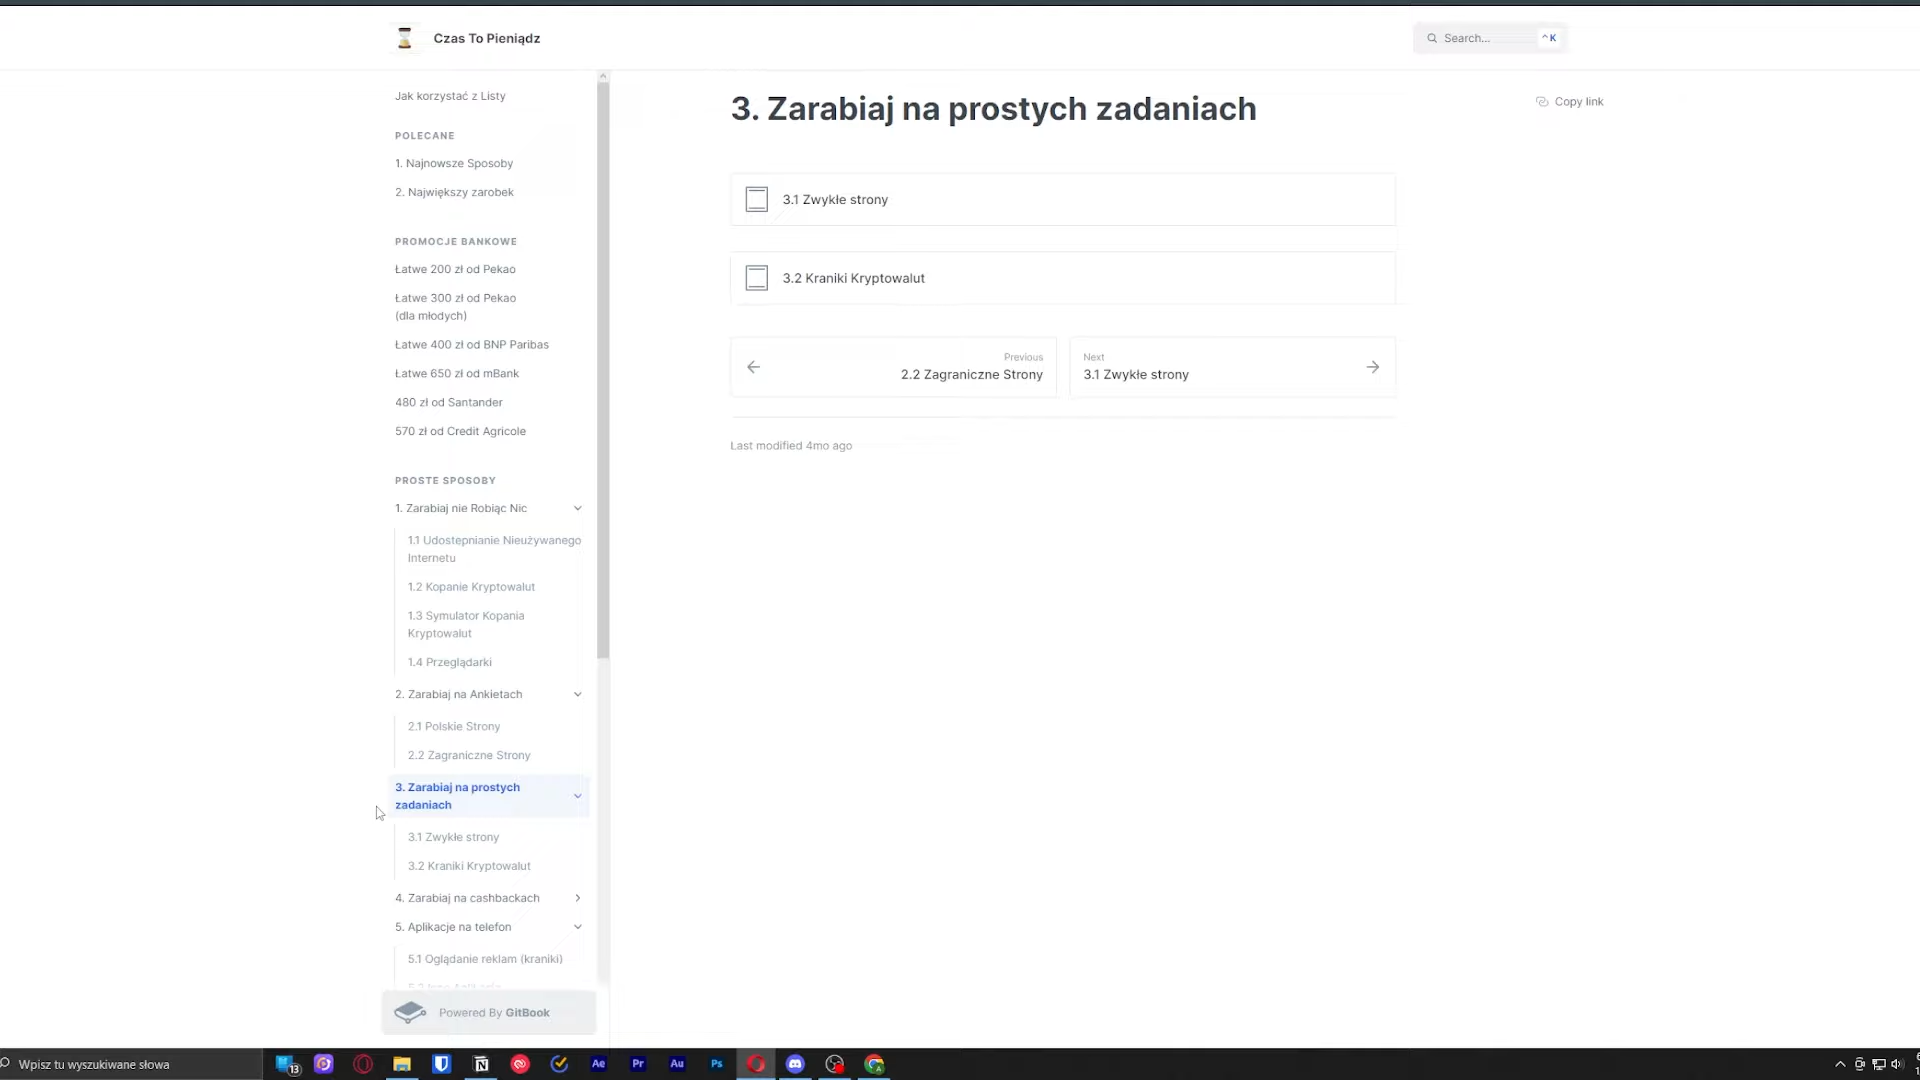 Czas To Pieniądz
Search...
^K
Jak korzystać z Listy
POLECANE
1. Najnowsze Sposoby
2. Największy zarobek
PROMOCJE BANKOWE
Łatwe 200 zł od Pekao
Łatwe 300 zł od Pekao
(dla młodych)
Łatwe 400 zł od BNP Paribas
Łatwe 650 zł od mBank
480 zł od Santander
570 zł od Credit Agricole
PROSTE SPOSOBY
1. Zarabiaj nie Robiąc Nic
1.1 Udostępnianie Nieużywanego
Internetu
1.2 Kopanie Kryptowalut
1.3 Symulator Kopania
Kryptowalut
1.4 Przeglądarki
2. Zarabiaj na Ankietach
2.1 Polskie Strony
2.2 Zagraniczne Strony
3. Zarabiaj na prostych
zadaniach
3.1 Zwykłe strony
3.2 Kraniki Kryptowalut
4. Zarabiaj na cashbackach
5. Aplikacje na telefon
5.1 Oglądanie reklam (kraniki)
Powered By GitBook
3. Zarabiaj na prostych zadaniach
Copy link
3.1 Zwykłe strony
3.2 Kraniki Kryptowalut
Previous
2.2 Zagraniczne Strony
Next
3.1 Zwykłe strony
Last modified 4mo ago
Wpisz tu wyszukiwane słowa
13
Ae
Pr
Au
Ps